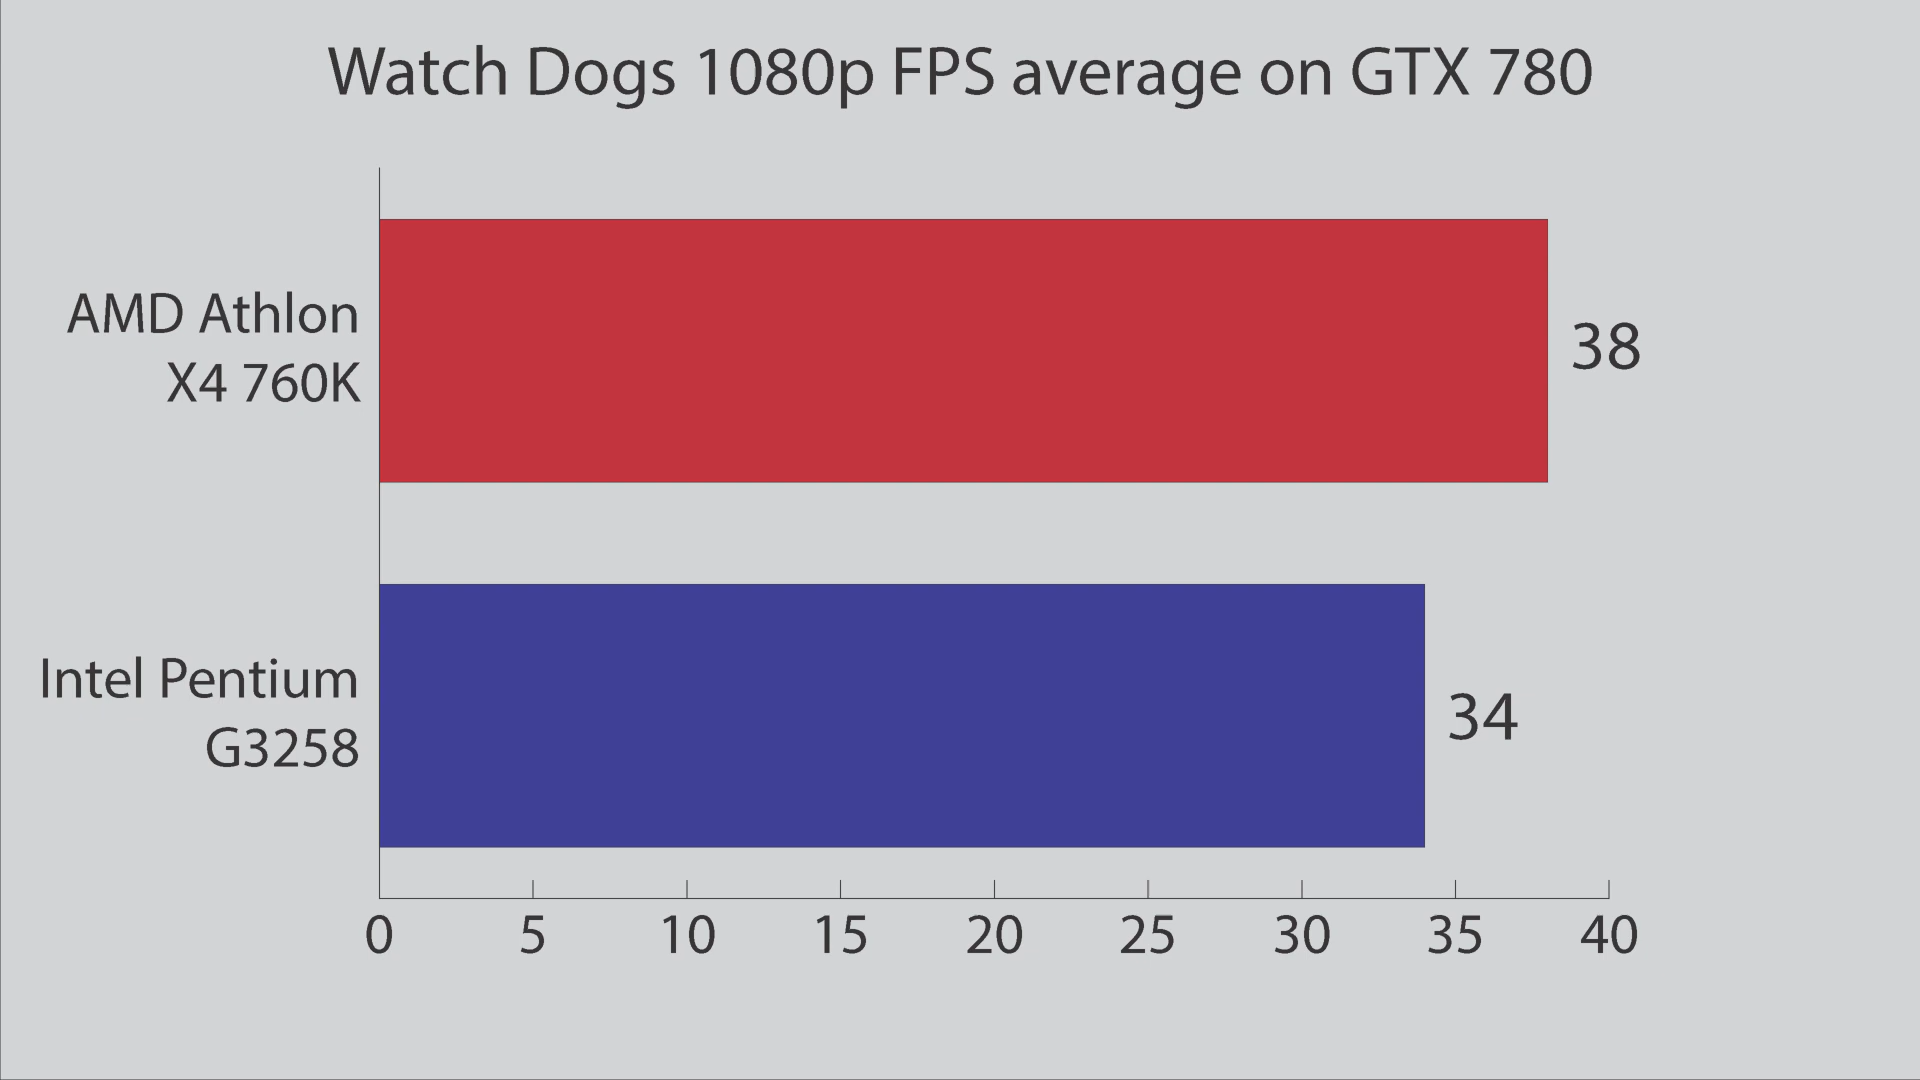 Watch Dogs 1080p FPS average on GTX 780
AMD Athlon
X4 760K
38
Intel Pentium
G3258
34
0 5 10 15 20 25 30 35 40